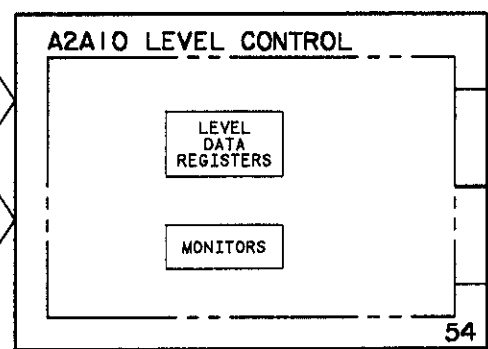 A2A10 LEVEL CONTROL
LEVEL
DATA
REGISTERS
MONITORS
54